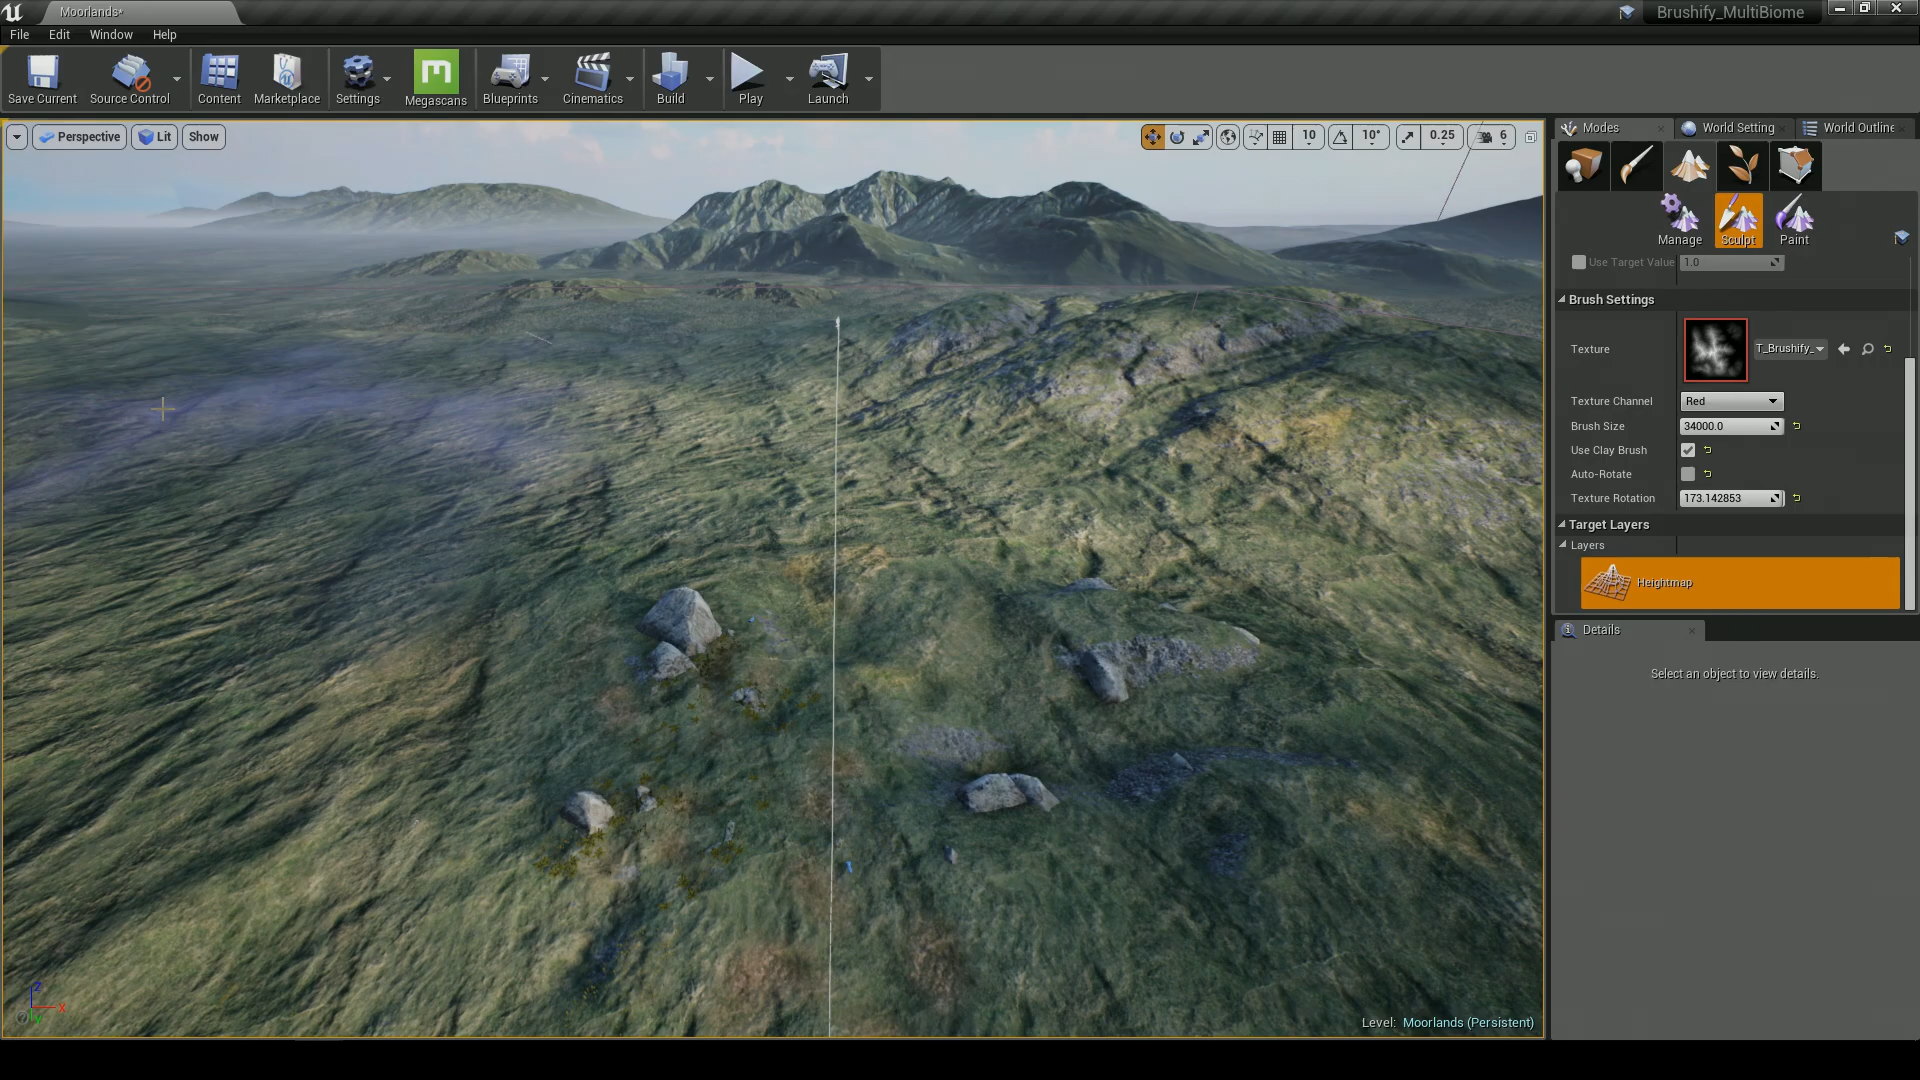 Moorlands*
Brushify_MultiBiome
File Edit Window Help
Save Current Source Control Content Marketplace Settings Megascans Blueprints Cinematics Build Play Launch
Perspective Lit Show
10 10° 0.25 6
Modes World Setting World Outline
Manage Sculpt Paint
Use Target Value 1.0
Brush Settings
Texture T_Brushify_
Texture Channel Red
Brush Size 34000.0
Use Clay Brush
Auto-Rotate
Texture Rotation 173.142853
Target Layers
Layers
Heightmap
Details
Select an object to view details.
Z
X
Y
Level: Moorlands (Persistent)